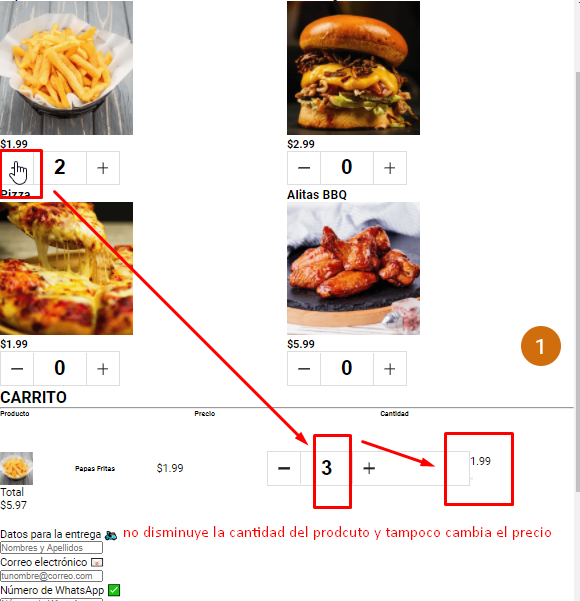 $1.99
$2.99
2 +
— 0 +
Pizza
Alitas BBQ
$1.99
$5.99
— 0 +
— 0 +
1
CARRITO
Producto
Precio
Cantidad
Papas Fritas
$1.99
— 3 +
1.99
Total
$5.97
Datos para la entrega
no disminuye la cantidad del prodcuto y tampoco cambia el precio
Nombres y Apellidos
Correo electrónico
tunombre@correo.com
Número de WhatsApp